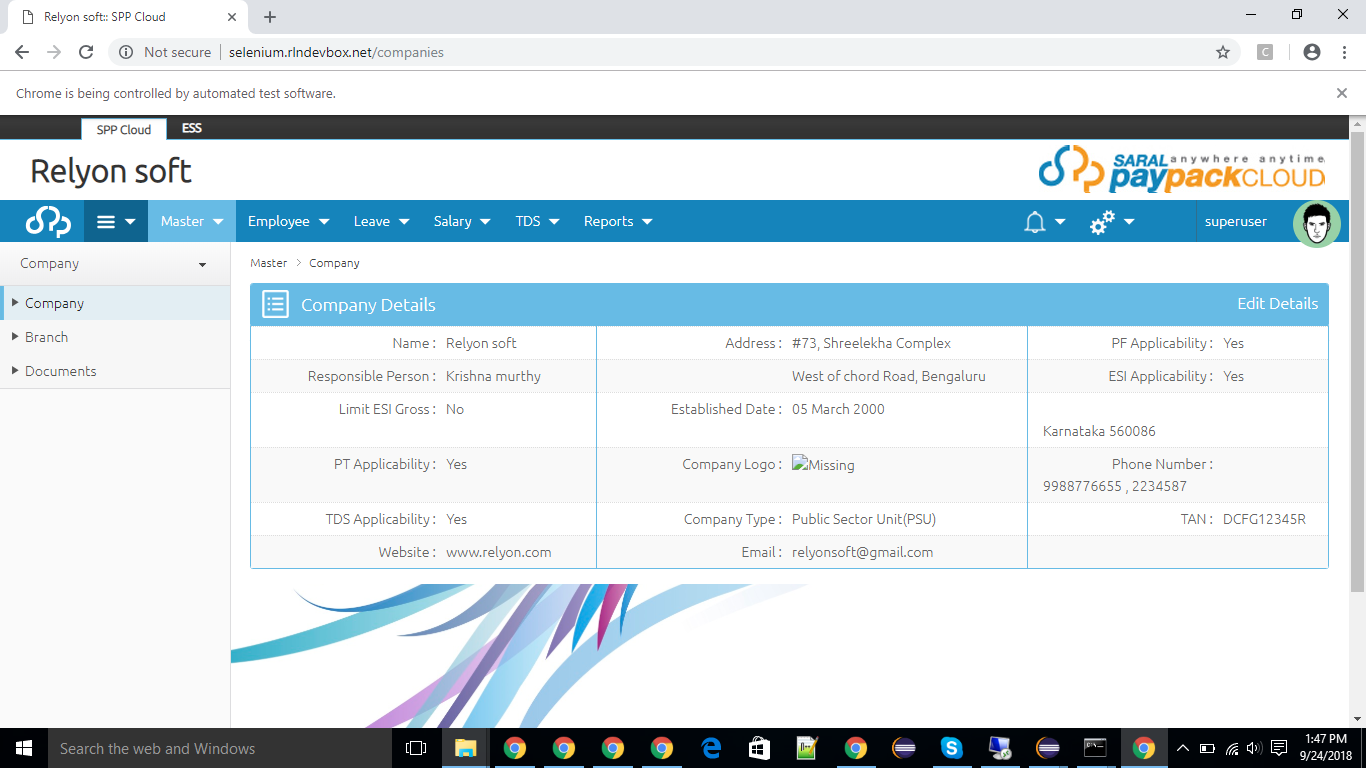 Relyon soft:: SPP Cloud
Not secure selenium.rlndevbox.net/companies
C
Chrome is being controlled by automated test software.
SPP Cloud ESS
Relyon soft
SARAL anywhere anytime
paypackCLOUD
Master Employee Leave Salary TDS Reports superuser
Company
Company
Branch
Documents
Master > Company
Company Details Edit Details
Name : Relyon soft Address : #73, Shreelekha Complex PF Applicability : Yes
Responsible Person : Krishna murthy West of chord Road, Bengaluru ESI Applicability : Yes
Limit ESI Gross : No Established Date : 05 March 2000
Karnataka 560086
PT Applicability : Yes Company Logo : Missing Phone Number :
9988776655 , 2234587
TDS Applicability : Yes Company Type : Public Sector Unit(PSU) TAN : DCFG12345R
Website : www.relyon.com Email : relyonsoft@gmail.com
Search the web and Windows
1:47 PM
9/24/2018